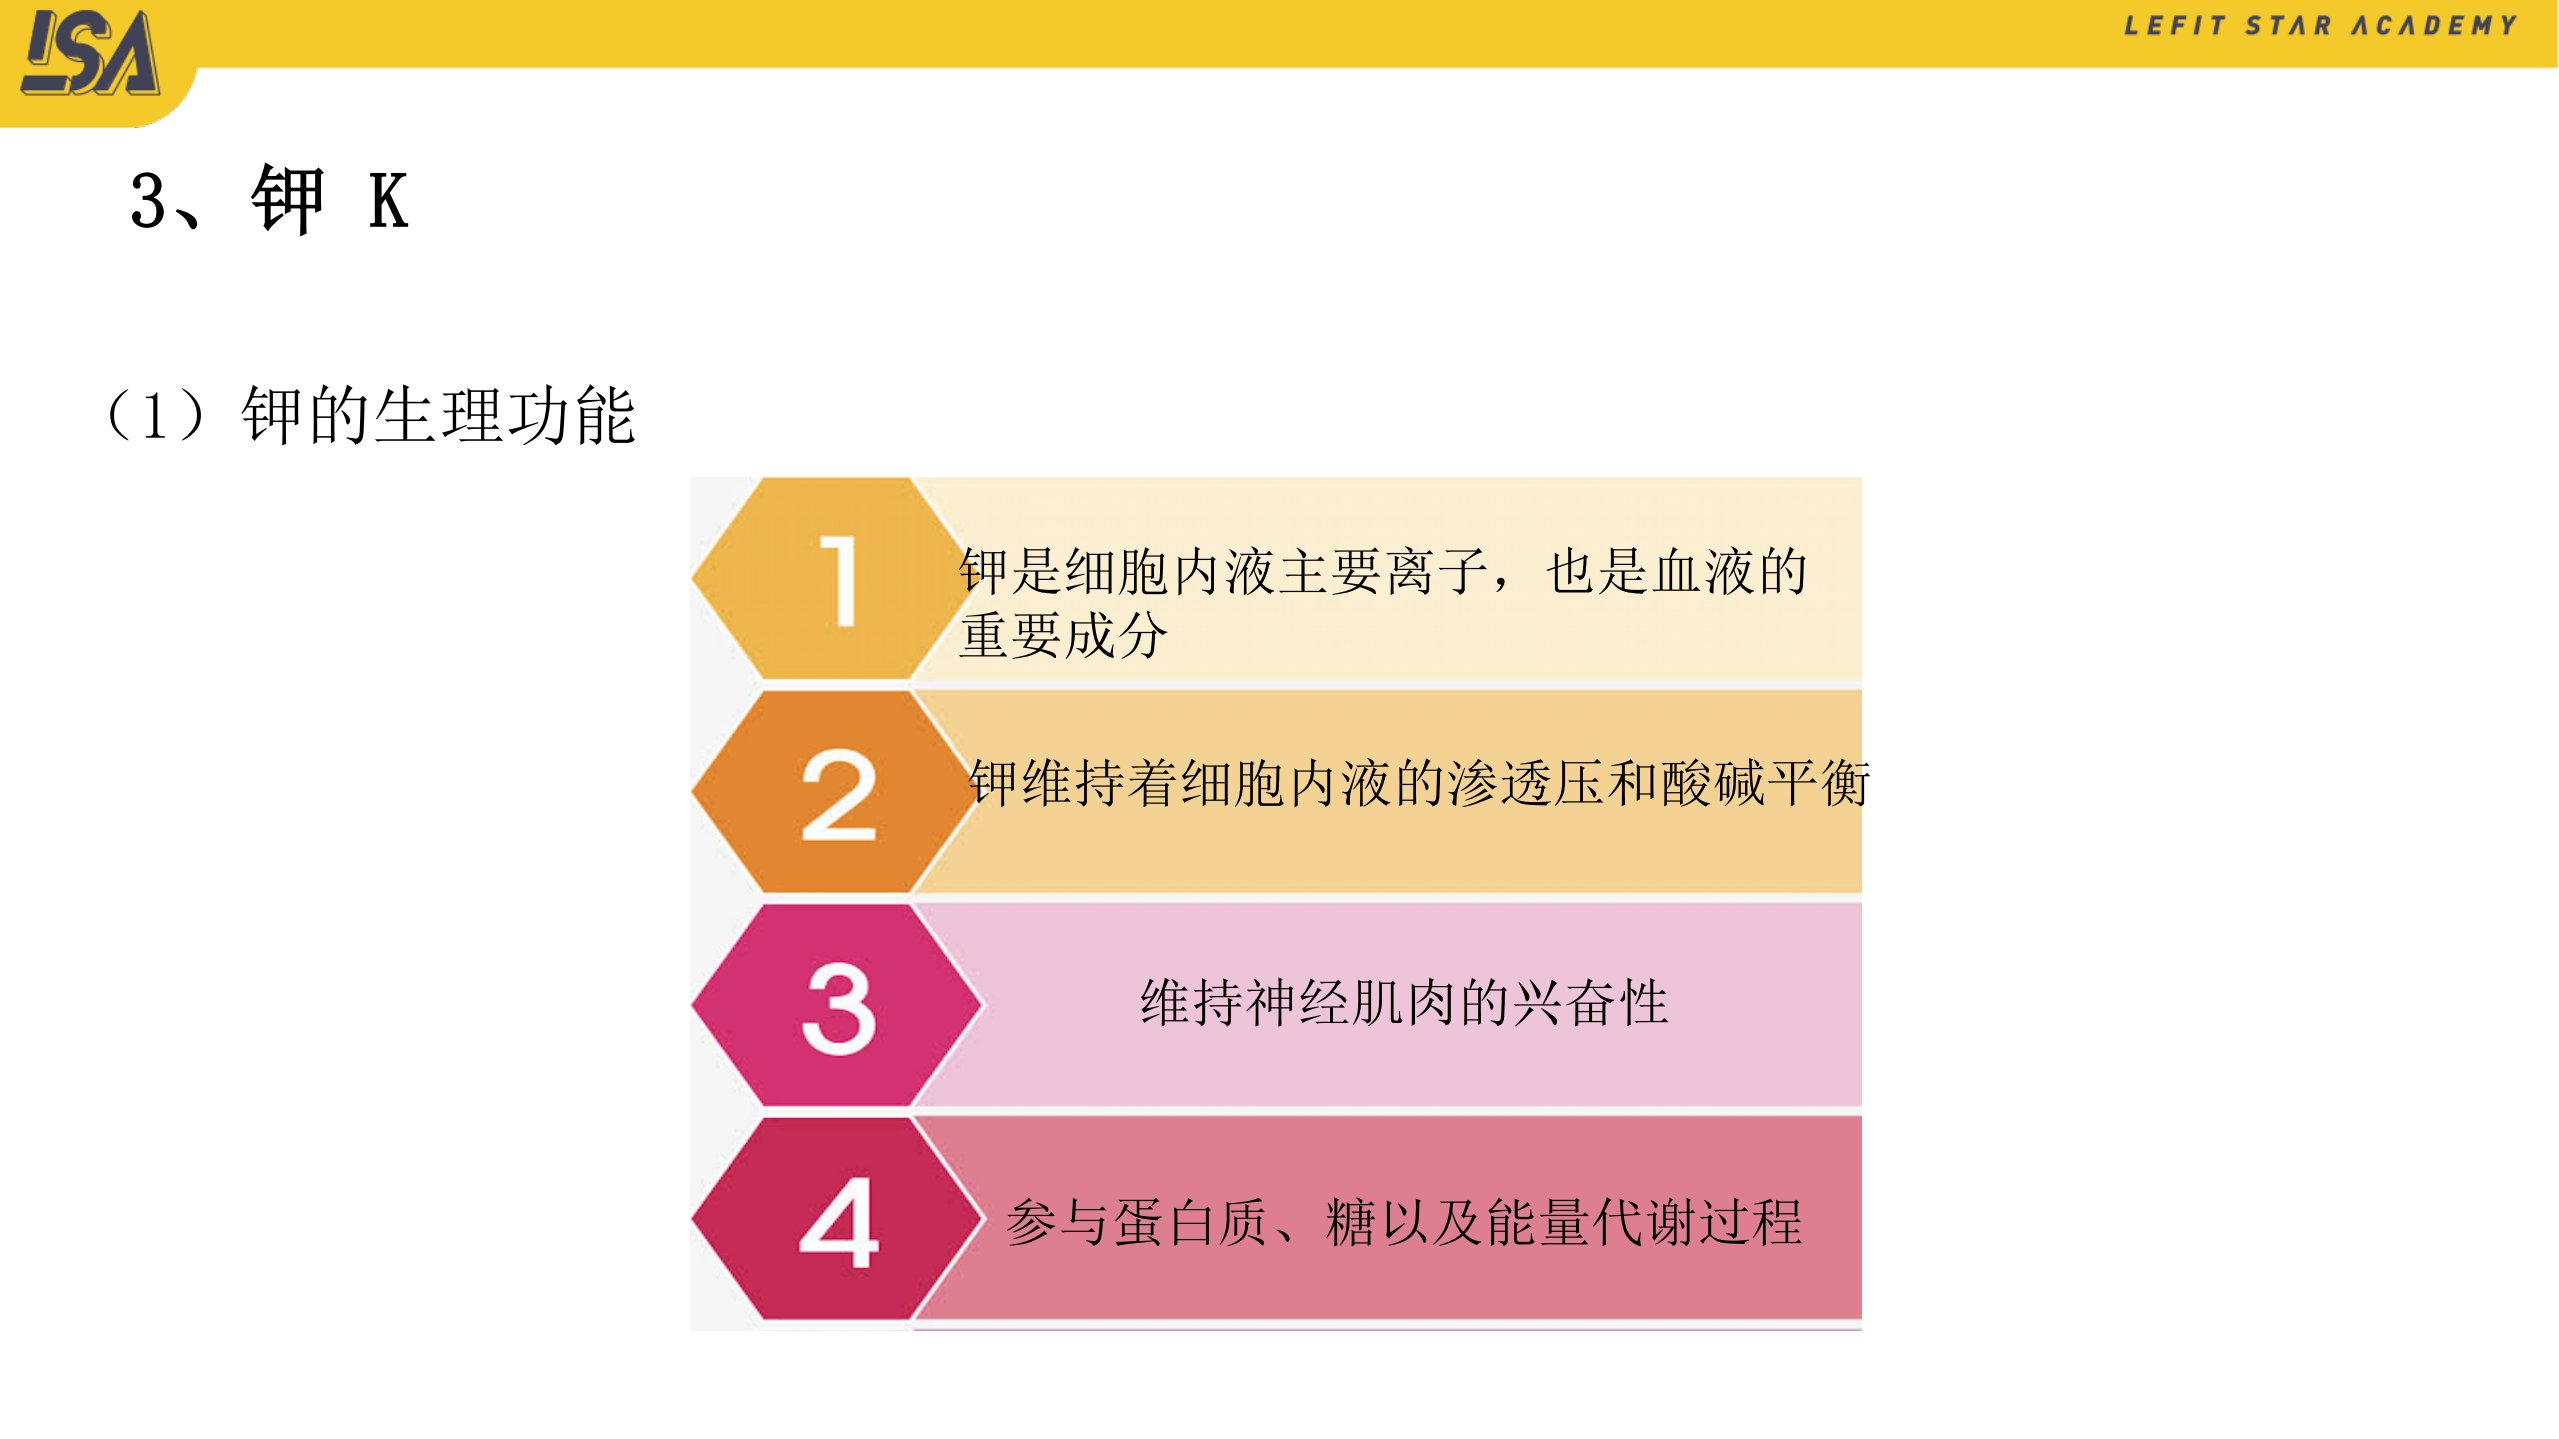 LSA
LEFIT STAR ACADEMY
3、钾 K
（1）钾的生理功能
1
钾是细胞内液主要离子，也是血液的
重要成分
2
钾维持着细胞内液的渗透压和酸碱平衡
3
维持神经肌肉的兴奋性
4
参与蛋白质、糖以及能量代谢过程